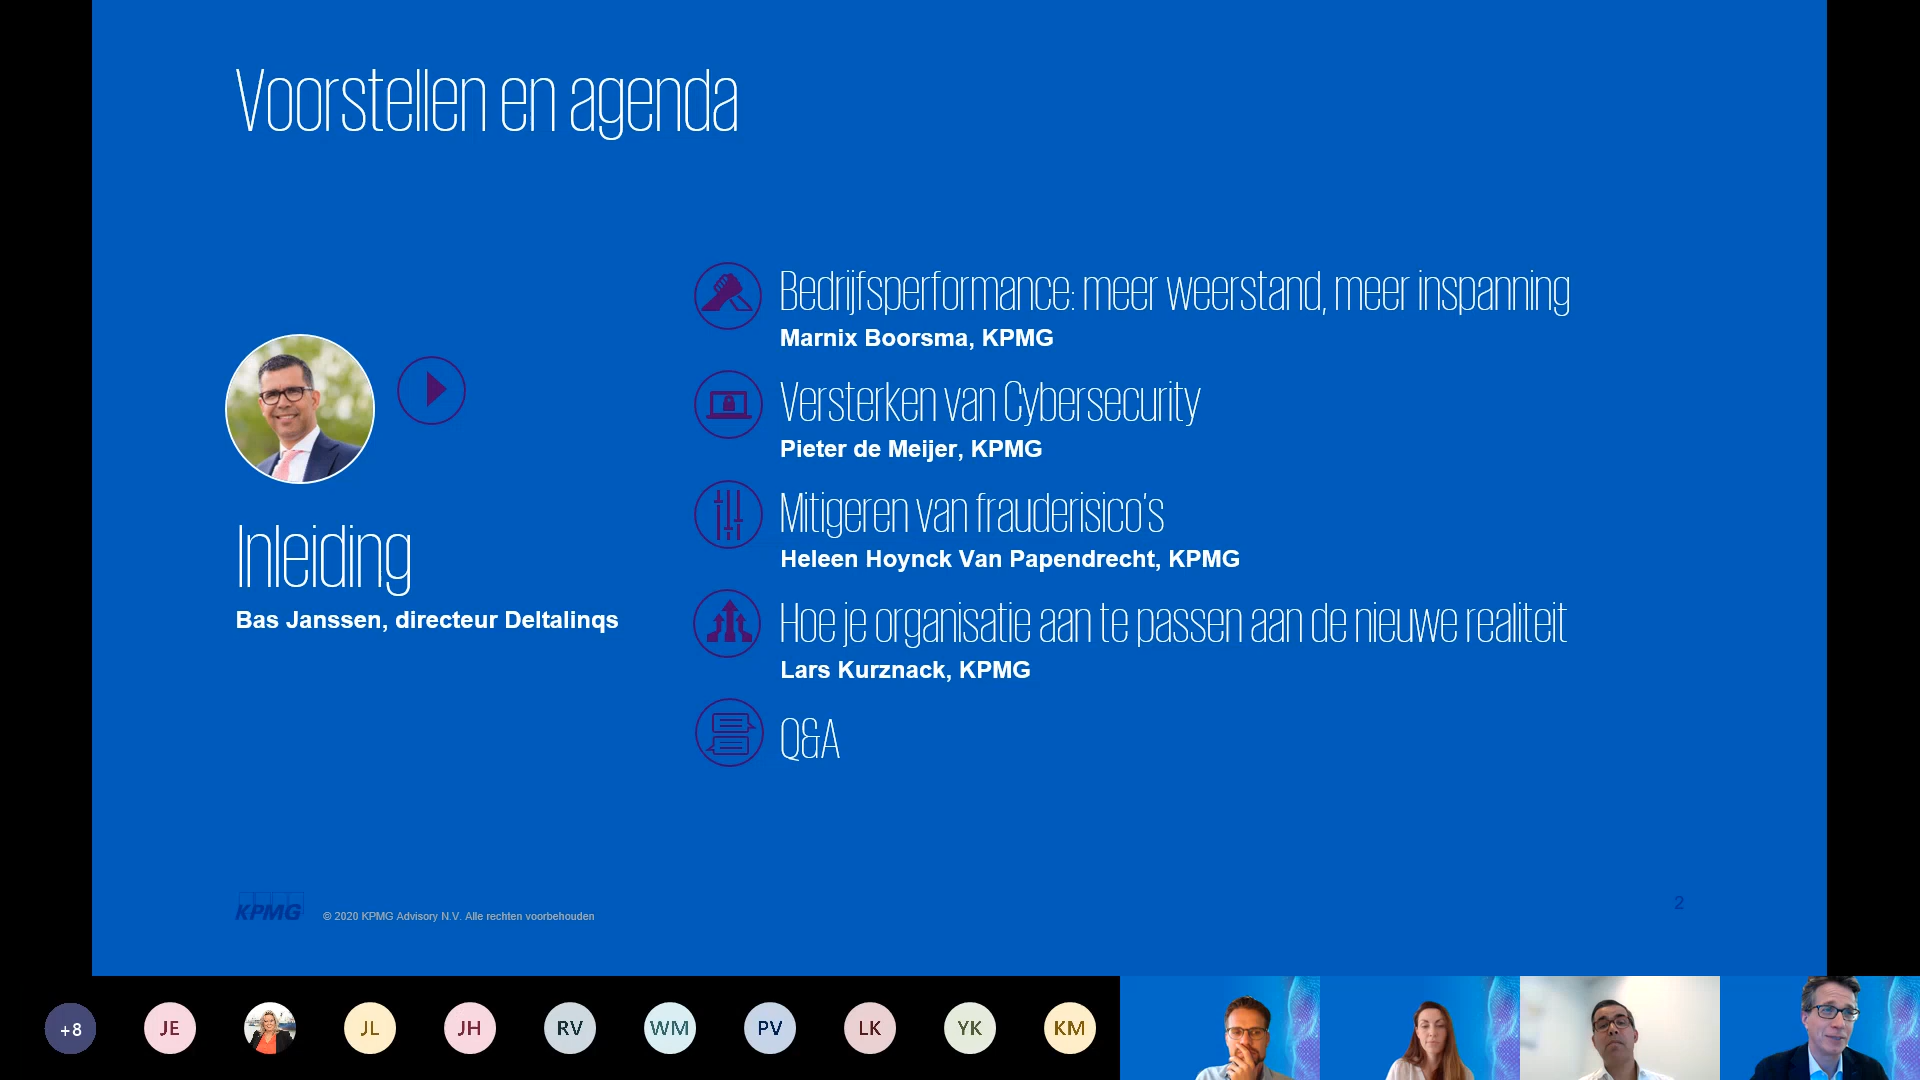 Voorstellen en agenda
Inleiding
Bas Janssen, directeur Deltalinqs
Bedrijfsperformance: meer weerstand, meer inspanning
Marnix Boorsma, KPMG
Versterken van Cybersecurity
Pieter de Meijer, KPMG
Mitigeren van frauderisico's
Heleen Hoynck Van Papendrecht, KPMG
Hoe je organisatie aan te passen aan de nieuwe realiteit
Lars Kurznack, KPMG
Q&A
KPMG © 2020 KPMG Advisory N.V. Alle rechten voorbehouden 2
+8 JE JL JH RV WM PV LK YK KM